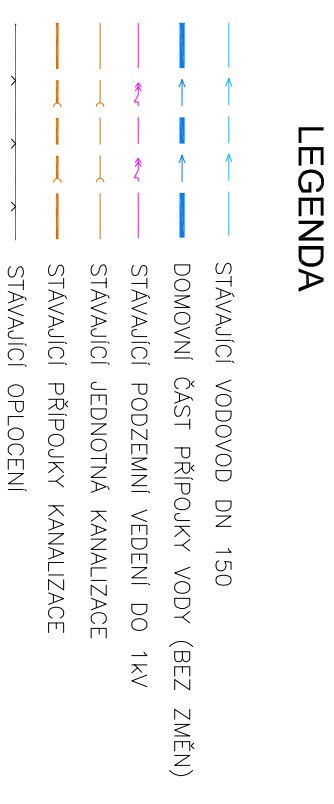 LEGENDA
STÁVAJÍCÍ VODOVOD DN 150
DOMOVNÍ ČÁST PŘÍPOJKY VODY (BEZ ZMĚN)
STÁVAJÍCÍ PODZEMNÍ VEDENÍ DO 1kV
STÁVAJÍCÍ JEDNOTNÁ KANALIZACE
STÁVAJÍCÍ PŘÍPOJKY KANALIZACE
STÁVAJÍCÍ OPLOCENÍ